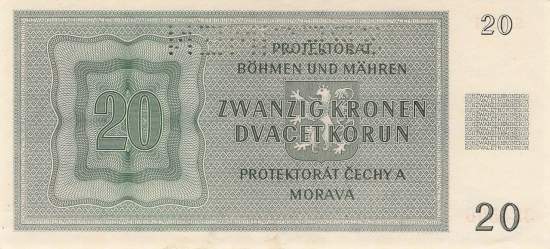 20
PROTEKTORAT
BÖHMEN UND MÄHREN
20
ZWANZIG KRONEN
DVACET KORUN
PROTEKTORÁT ČECHY A
MORAVA
20